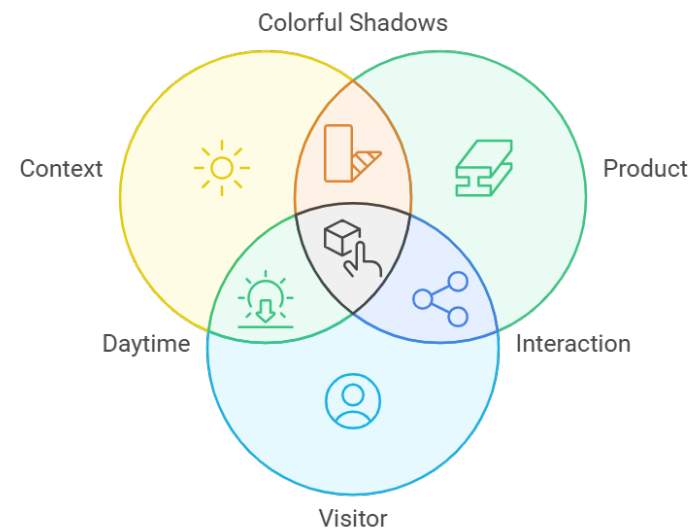 Colorful Shadows
Context
Product
Daytime
Interaction
Visitor